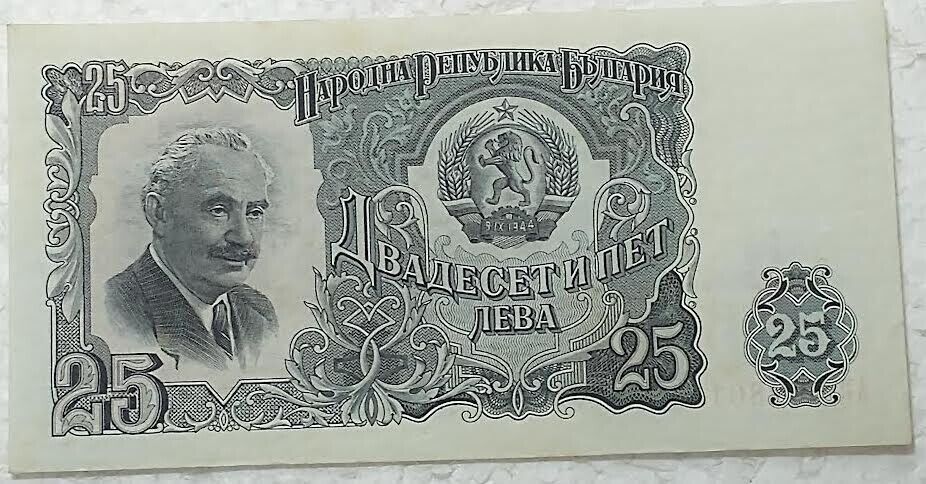 25
НАРОДНА РЕПУБЛИКА БЪЛГАРИЯ
9 IX 1944
ДВАДЕСЕТ И ПЕТ
ЛЕВА
25
25
25